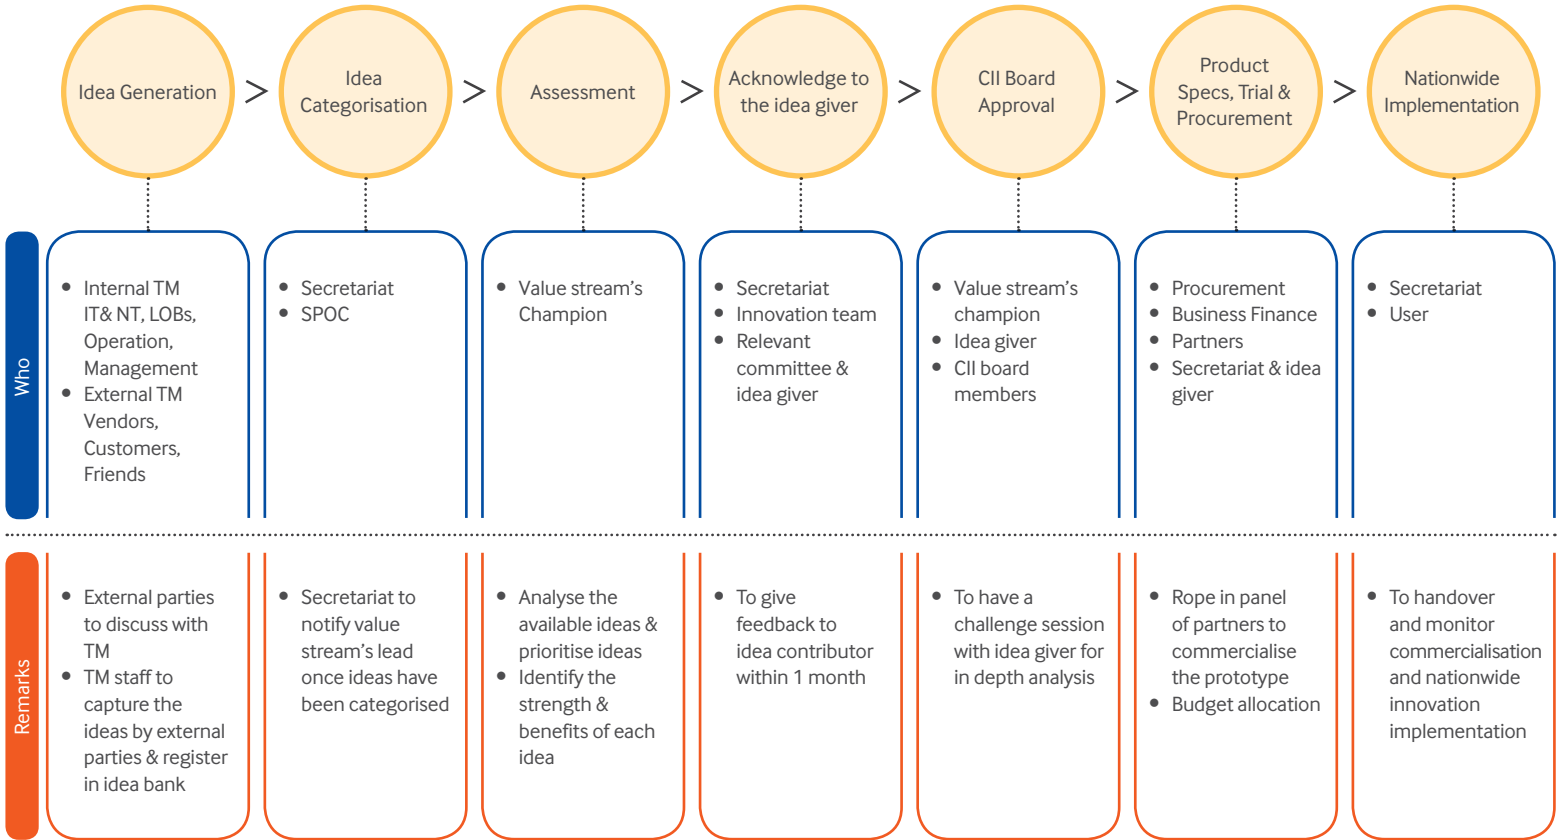 Idea Generation
>
Idea
Categorisation
>
Assessment
>
Acknowledge to
the idea giver
>
CII Board
Approval
>
Product
Specs, Trial &
Procurement
>
Nationwide
Implementation
Who
• Internal TM
IT& NT, LOBs,
Operation,
Management
• External TM
Vendors,
Customers,
Friends
• Secretariat
• SPOC
• Value stream's
Champion
• Secretariat
• Innovation team
• Relevant
committee &
idea giver
• Value stream's
champion
• Idea giver
• CII board
members
• Procurement
• Business Finance
• Partners
• Secretariat & idea
giver
• Secretariat
• User
Remarks
• External parties
to discuss with
TM
• TM staff to
capture the
ideas by external
parties & register
in idea bank
• Secretariat to
notify value
stream's lead
once ideas have
been categorised
• Analyse the
available ideas &
prioritise ideas
• Identify the
strength &
benefits of each
idea
• To give
feedback to
idea contributor
within 1 month
• To have a
challenge session
with idea giver for
in depth analysis
• Rope in panel
of partners to
commercialise
the prototype
• Budget allocation
• To handover
and monitor
commercialisation
and nationwide
innovation
implementation